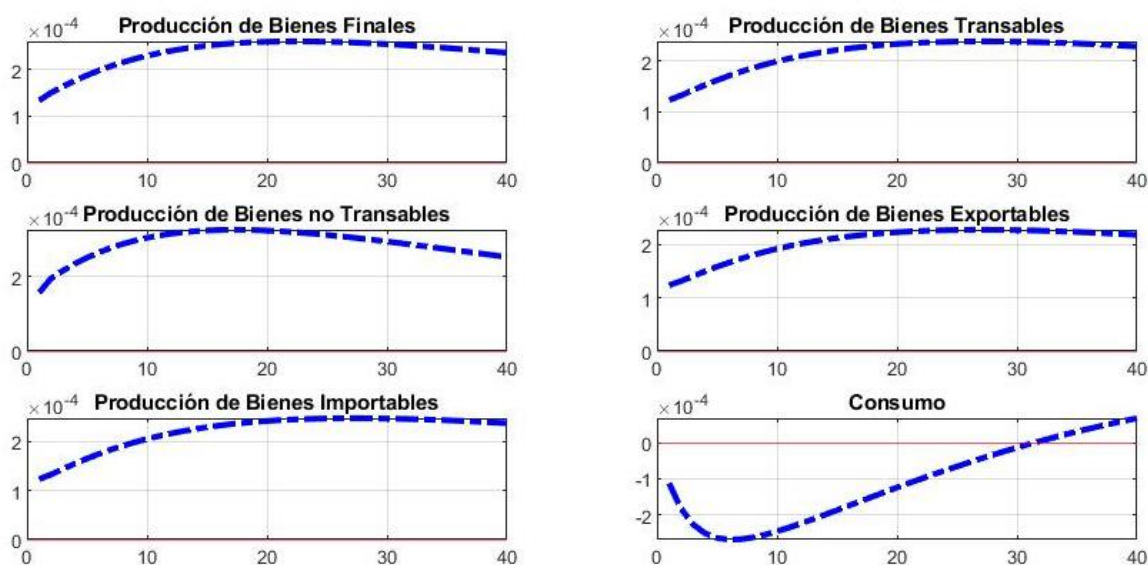 ×10⁻⁴ Producción de Bienes Finales
2
1
0
0 10 20 30 40
×10⁻⁴ Producción de Bienes Transables
2
1
0
0 10 20 30 40
×10⁻⁴ Producción de Bienes no Transables
2
0
0 10 20 30 40
×10⁻⁴ Producción de Bienes Exportables
2
1
0
0 10 20 30 40
×10⁻⁴ Producción de Bienes Importables
2
1
0
0 10 20 30 40
×10⁻⁴ Consumo
0
-1
-2
0 10 20 30 40